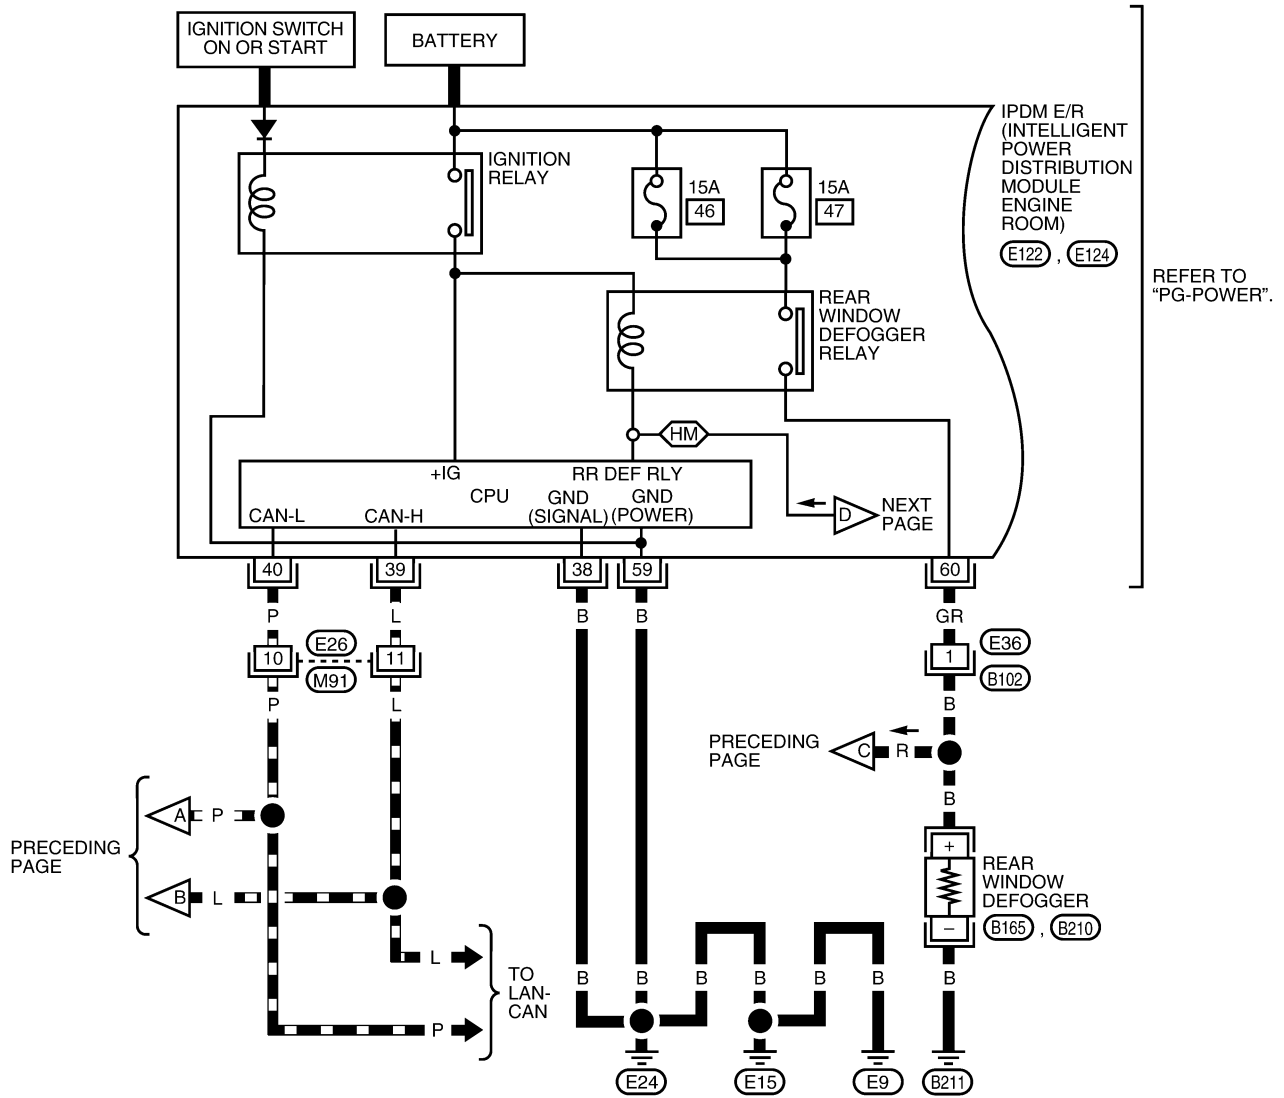 IGNITION SWITCH
ON OR START
BATTERY
IPDM E/R
(INTELLIGENT
POWER
DISTRIBUTION
MODULE
ENGINE
ROOM)
E122 , E124
REFER TO
“PG-POWER”.
IGNITION
RELAY
15A
46
15A
47
REAR
WINDOW
DEFOGGER
RELAY
HM
+IG
RR DEF RLY
CPU
GND
(SIGNAL)
GND
(POWER)
CAN-L
CAN-H
D
NEXT
PAGE
40
39
38
59
60
P
L
B
B
GR
10
E26
M91
11
1
E36
B102
P
L
B
PRECEDING
PAGE
C
R
B
PRECEDING
PAGE
A
P
B
L
+
–
REAR
WINDOW
DEFOGGER
B165 , B210
L
P
TO
LAN-
CAN
B
B
B
B
B
B
B
E24
E15
E9
B211